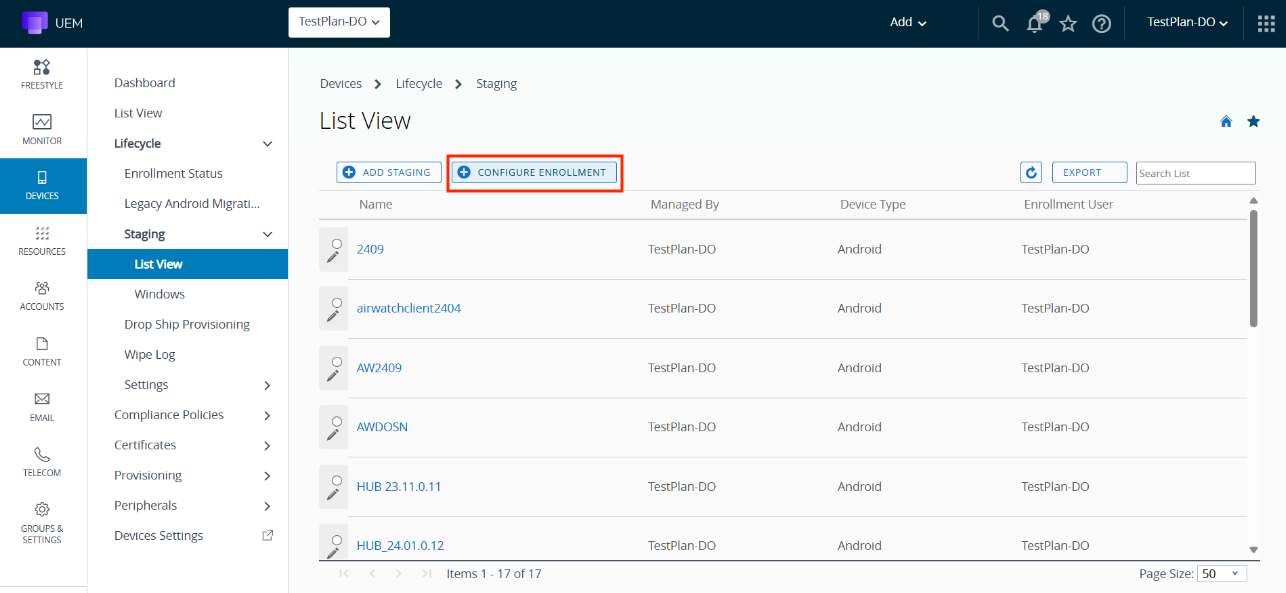 UEM
TestPlan-DO
Add
18
TestPlan-DO
FREESTYLE
MONITOR
DEVICES
RESOURCES
ACCOUNTS
CONTENT
EMAIL
TELECOM
GROUPS &
SETTINGS
Dashboard
List View
Lifecycle
Enrollment Status
Legacy Android Migrati...
Staging
List View
Windows
Drop Ship Provisioning
Wipe Log
Settings
Compliance Policies
Certificates
Provisioning
Peripherals
Devices Settings
Devices > Lifecycle > Staging
List View
ADD STAGING CONFIGURE ENROLLMENT EXPORT Search List
Name Managed By Device Type Enrollment User
2409 TestPlan-DO Android TestPlan-DO
airwatchclient2404 TestPlan-DO Android TestPlan-DO
AW2409 TestPlan-DO Android TestPlan-DO
AWDOSN TestPlan-DO Android TestPlan-DO
HUB 23.11.0.11 TestPlan-DO Android TestPlan-DO
HUB_24.01.0.12 TestPlan-DO Android TestPlan-DO
Items 1 - 17 of 17 Page Size: 50